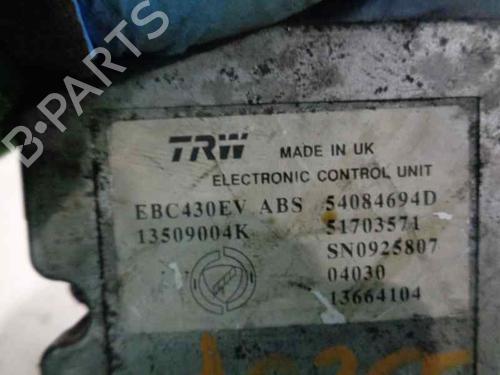 B-Parts
TRW MADE IN UK
ELECTRONIC CONTROL UNIT
EBC430EV ABS 54084694D
13509004K 51703571
SN0925807
04030
13664104